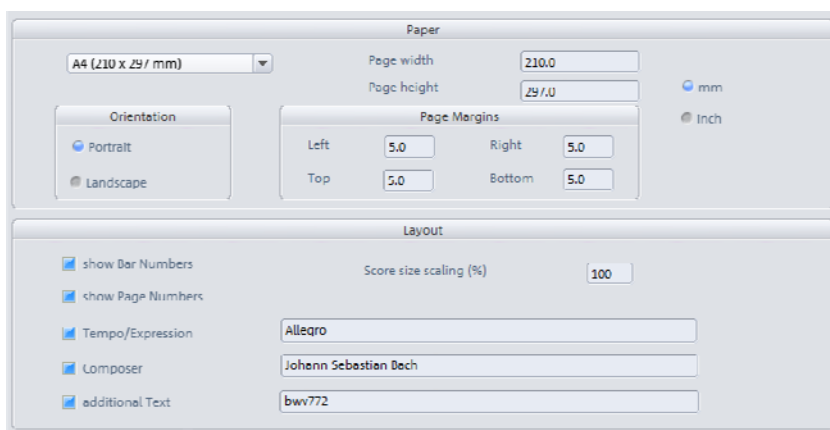 Paper
A4 (210 x 297 mm)
Page width 210.0
Page height 297.0
mm
Inch
Orientation
Portrait
Landscape
Page Margins
Left 5.0 Right 5.0
Top 5.0 Bottom 5.0
Layout
show Bar Numbers
Score size scaling (%) 100
show Page Numbers
Tempo/Expression Allegro
Composer Johann Sebastian Bach
additional Text bwv772